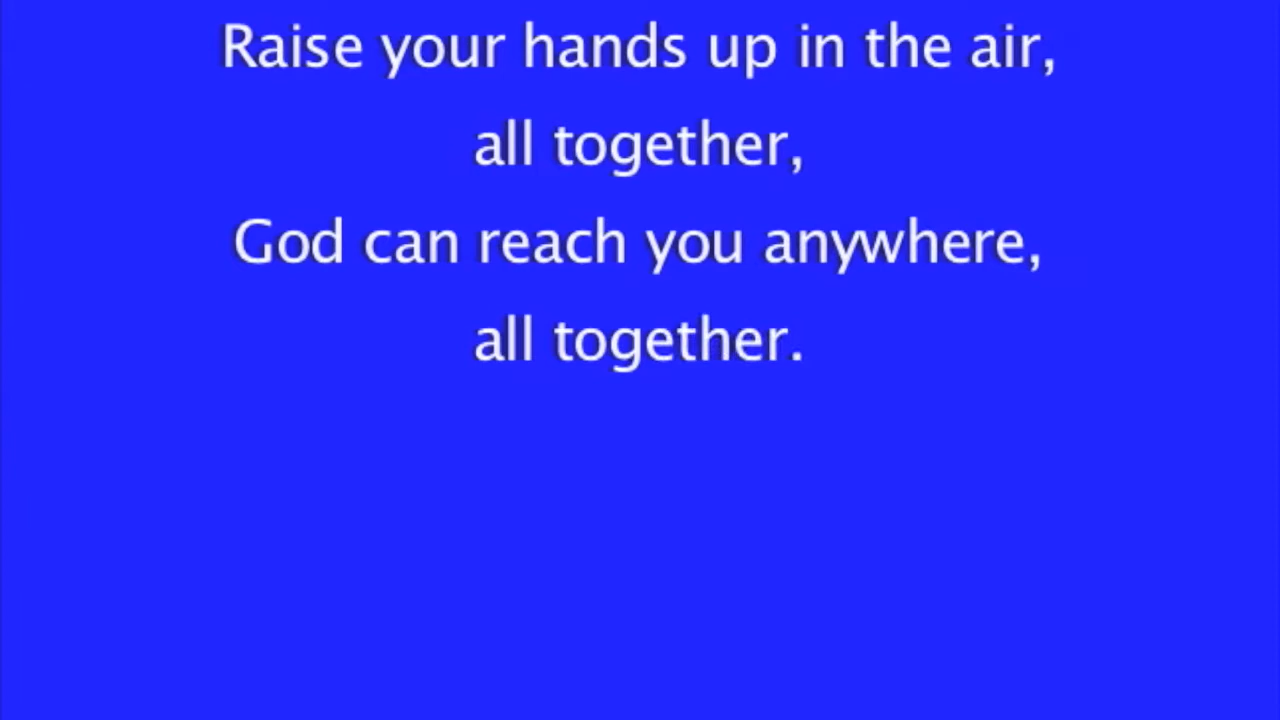 Raise your hands up in the air,
all together,
God can reach you anywhere,
all together.